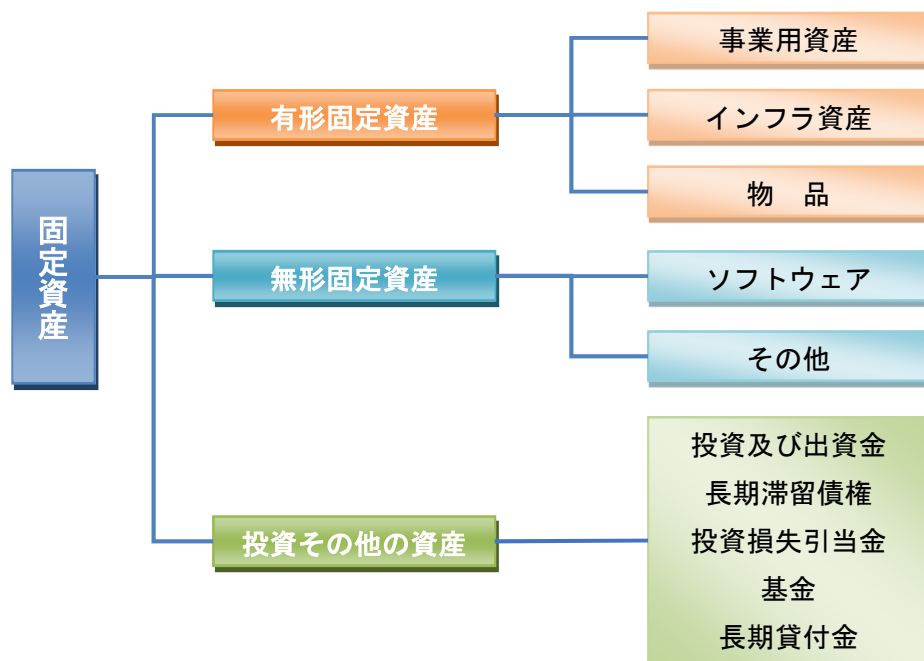 固定資産
有形固定資産
事業用資産
インフラ資産
物　品
無形固定資産
ソフトウェア
その他
投資その他の資産
投資及び出資金
長期滞留債権
投資損失引当金
基金
長期貸付金